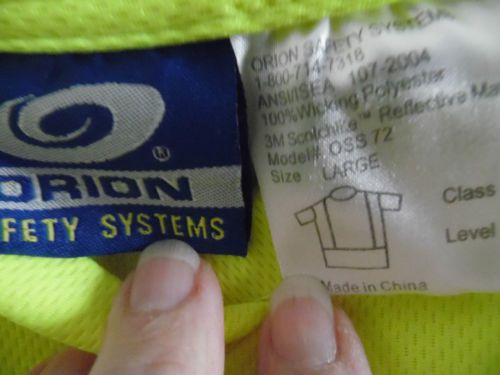 ORION
FETY SYSTEMS
ORION SAFETY SYSTEM
1-800-714-7318
ANSI/ISEA 107-2004
100%Wicking Polyester
3M Scotchlite™ Reflective Ma
Model# OSS 72
Size LARGE
Class
Level
Made in China